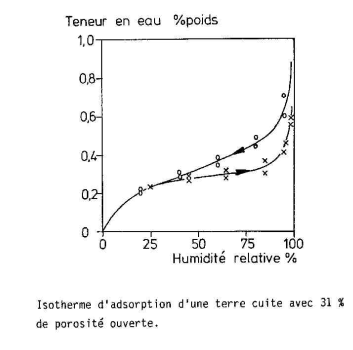 Teneur en eau %poids
1,0
0,8
0,6
0,4
0,2
0
0 25 50 75 100
Humidité relative %
Isotherme d'adsorption d'une terre cuite avec 31 %
de porosité ouverte.